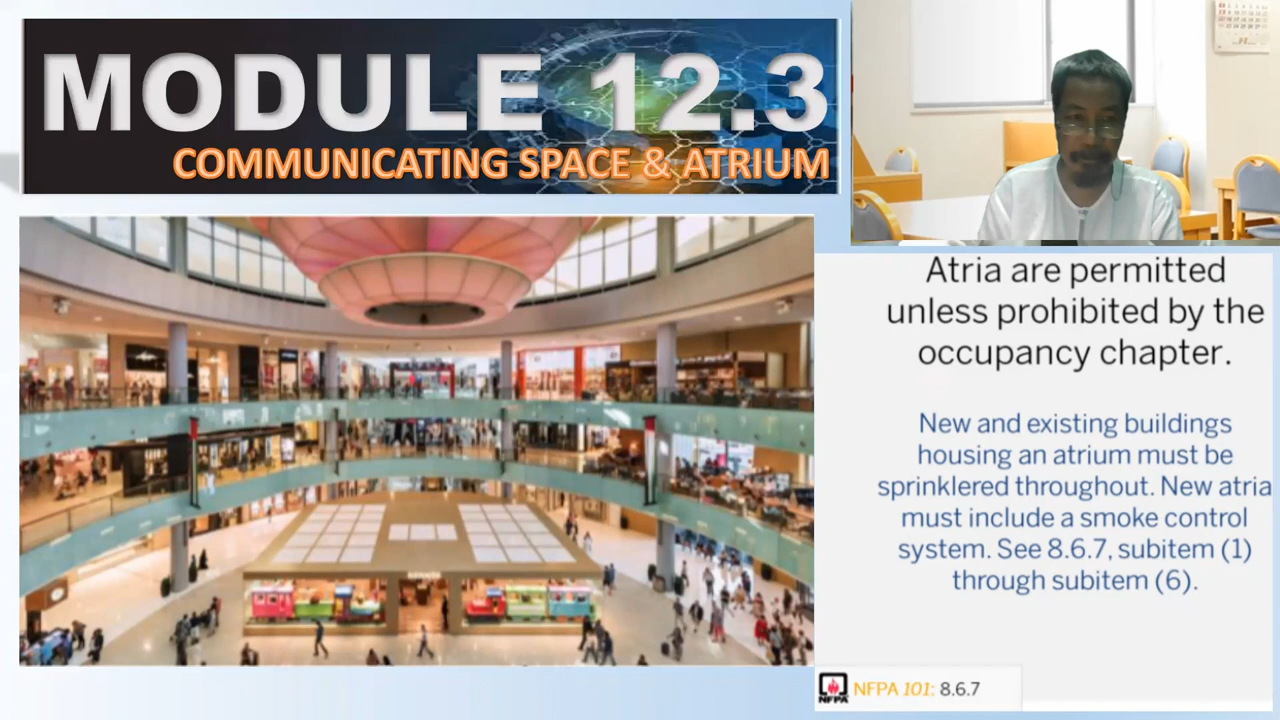 MODULE 12.3
COMMUNICATING SPACE & ATRIUM
Atria are permitted
unless prohibited by the
occupancy chapter.
New and existing buildings
housing an atrium must be
sprinklered throughout. New atria
must include a smoke control
system. See 8.6.7, subitem (1)
through subitem (6).
NFPA
NFPA 101: 8.6.7